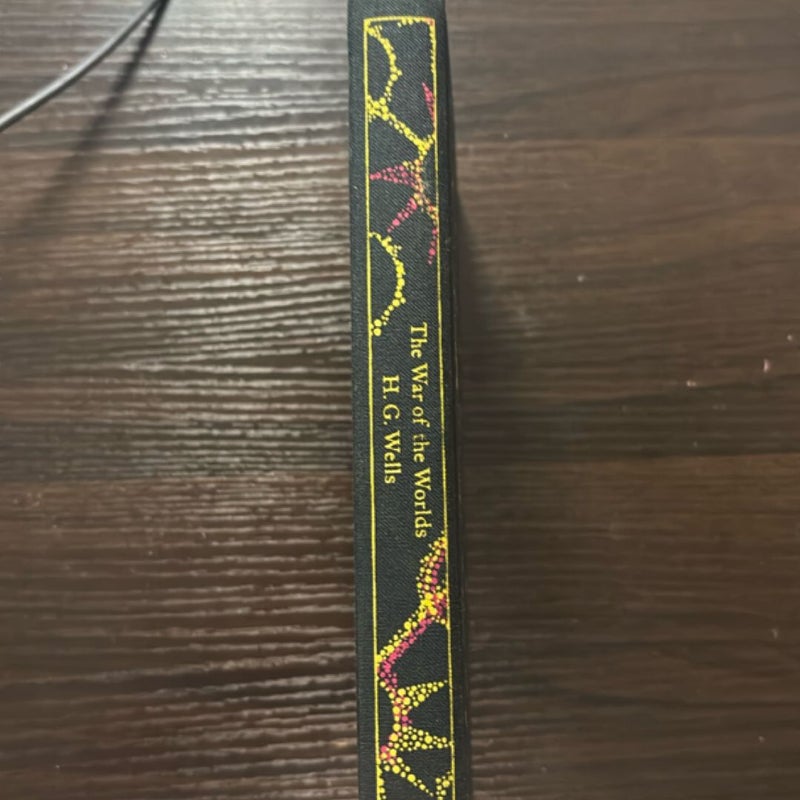 The War of the Worlds
H. G. Wells